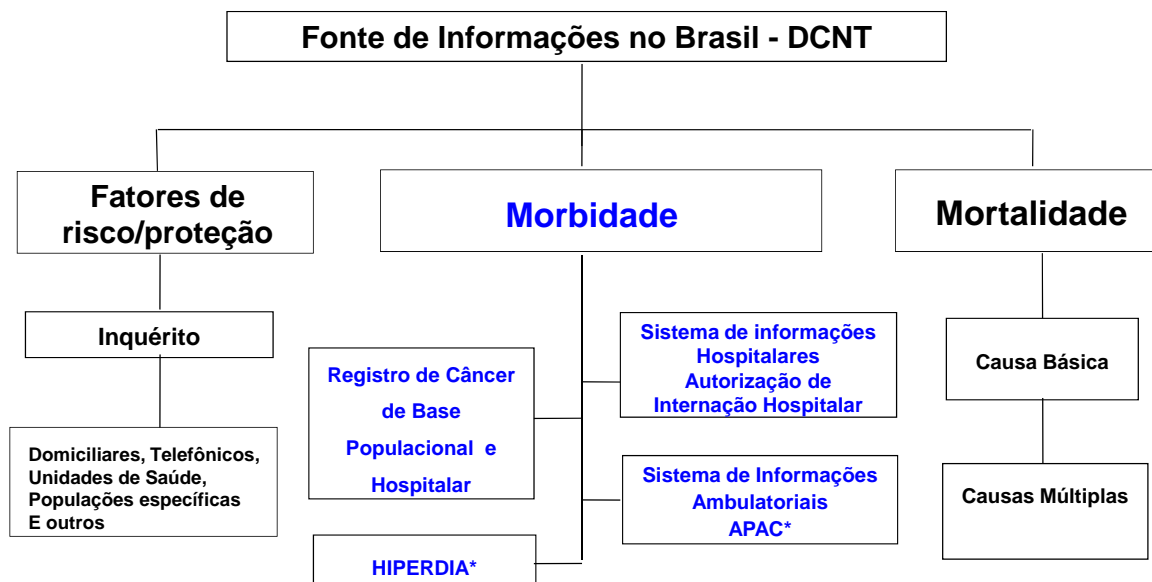 Fonte de Informações no Brasil - DCNT
Fatores de
risco/proteção
Inquérito
Domiciliares, Telefônicos,
Unidades de Saúde,
Populações específicas
E outros
Morbidade
Registro de Câncer
de Base
Populacional e
Hospitalar
HIPERDIA*
Sistema de informações
Hospitalares
Autorização de
Internação Hospitalar
Sistema de Informações
Ambulatoriais
APAC*
Mortalidade
Causa Básica
Causas Múltiplas